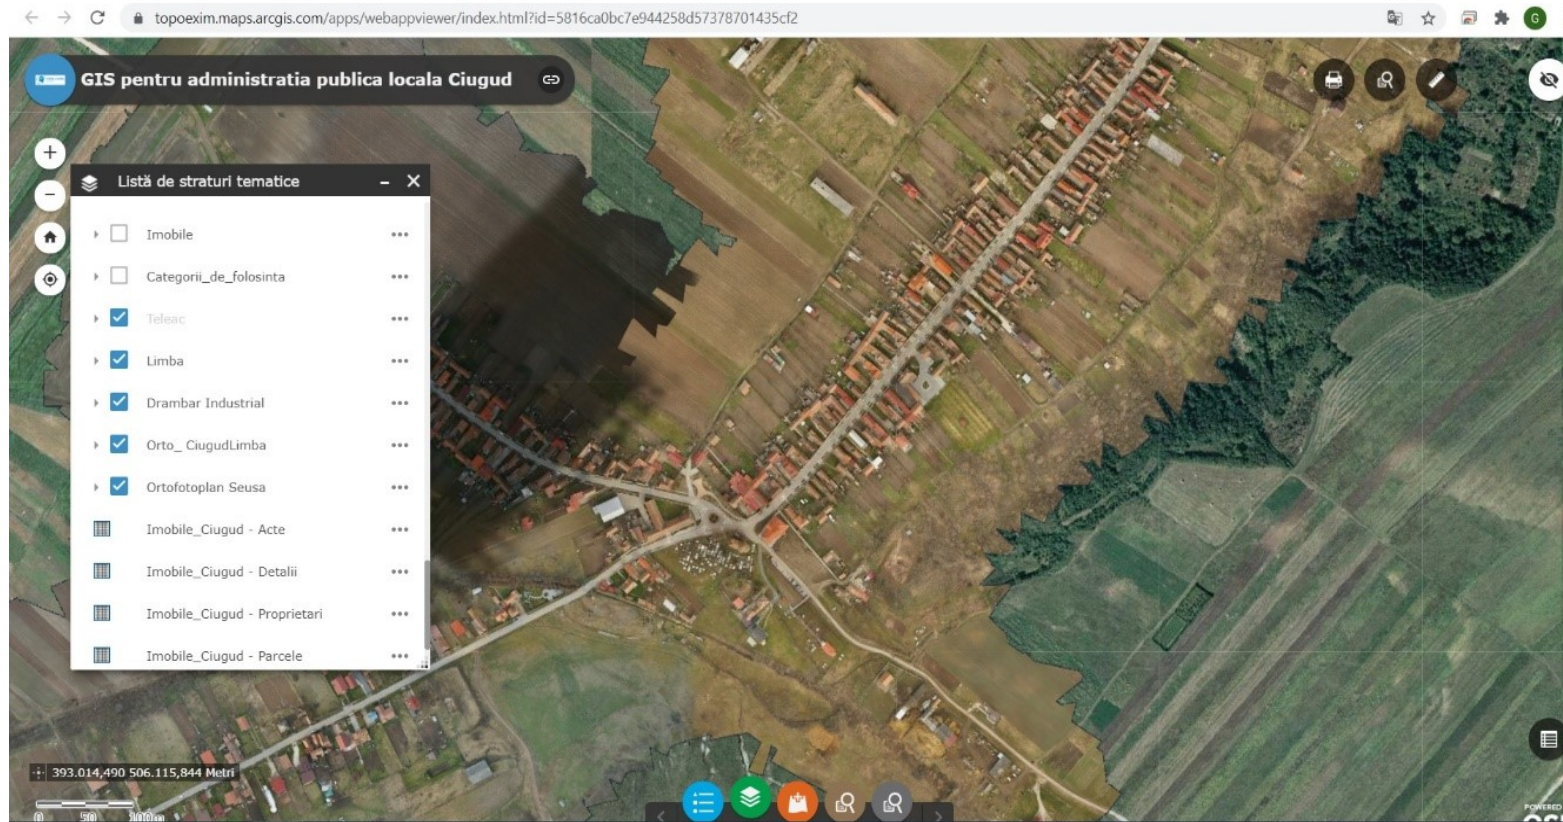 topoexim.maps.arcgis.com/apps/webappviewer/index.html?id=5816ca0bc7e944258d57378701435cf2
G
GIS pentru administratia publica locala Ciugud
Listă de straturi tematice
Imobile
Categorii_de_folosinta
Teleac
Limba
Drambar Industrial
Orto_ CiugudLimba
Ortofotoplan Seusa
Imobile_Ciugud - Acte
Imobile_Ciugud - Detalii
Imobile_Ciugud - Proprietari
Imobile_Ciugud - Parcele
393.014,490 506.115,844 Metri
POWERED